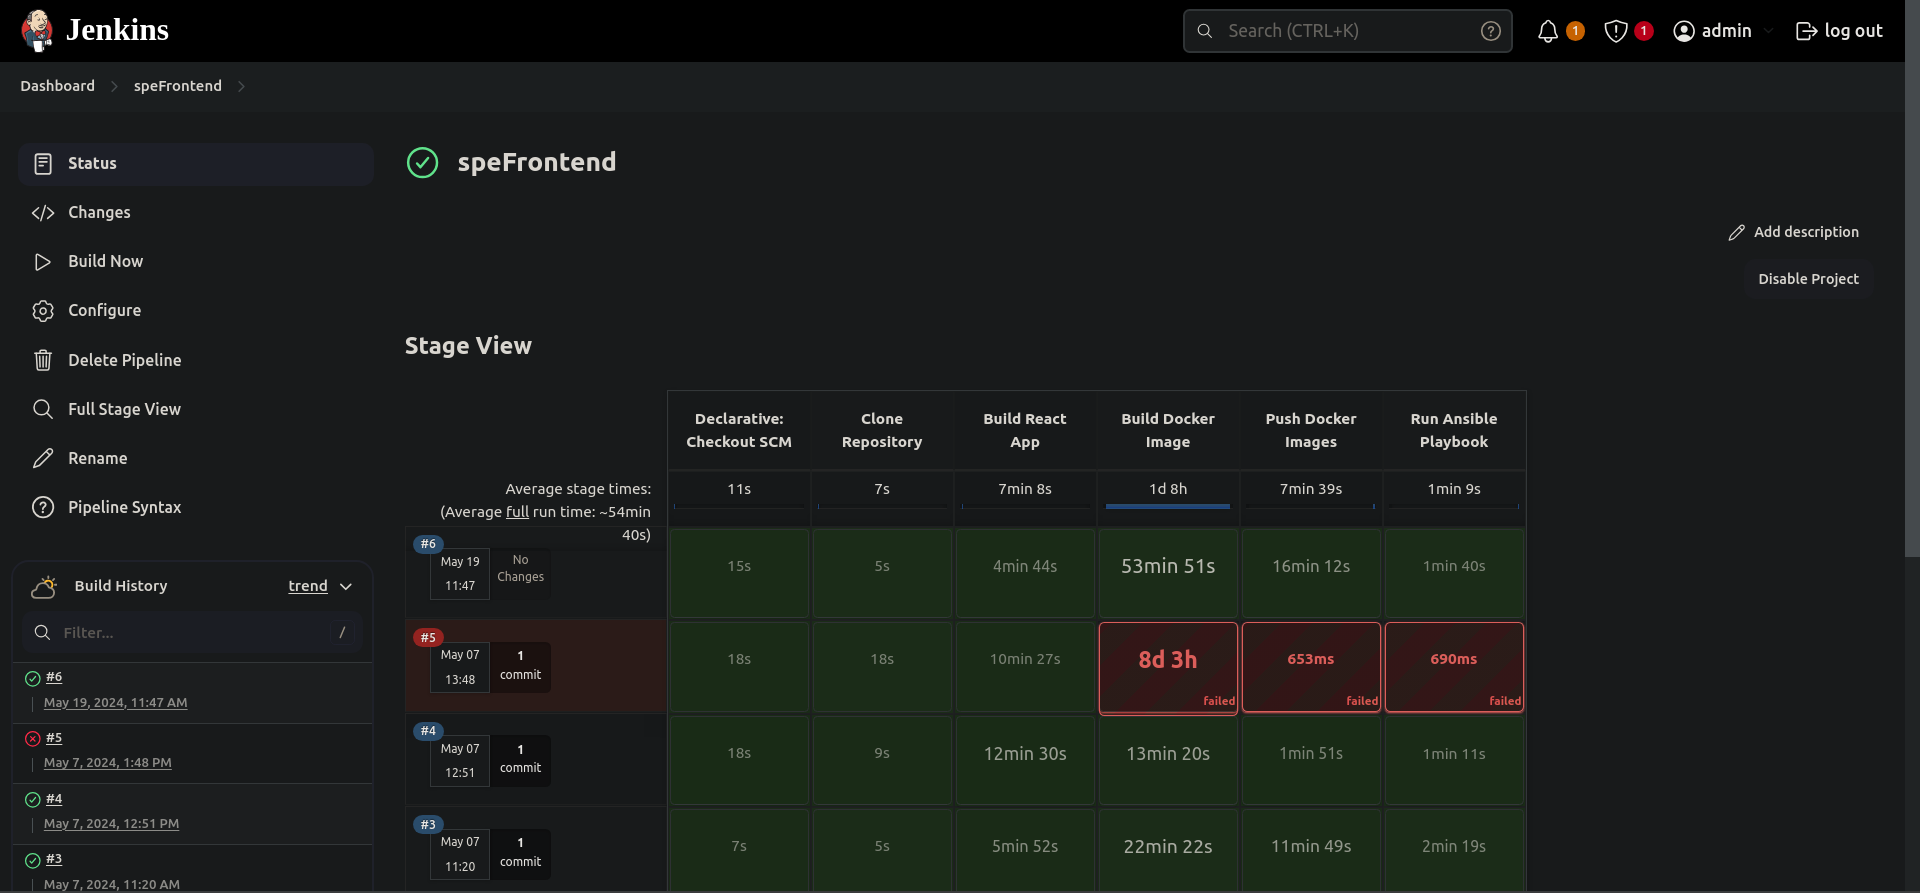 Jenkins
Search (CTRL+K)
?
1
1
admin
log out
Dashboard
speFrontend
Status
Changes
Build Now
Configure
Delete Pipeline
Full Stage View
Rename
Pipeline Syntax
Build History
trend
Filter...
/
#6
May 19, 2024, 11:47 AM
#5
May 7, 2024, 1:48 PM
#4
May 7, 2024, 12:51 PM
#3
May 7, 2024, 11:20 AM
speFrontend
Add description
Disable Project
Stage View
Declarative:
Checkout SCM
Clone
Repository
Build React
App
Build Docker
Image
Push Docker
Images
Run Ansible
Playbook
Average stage times:
(Average full run time: ~54min
40s)
11s
7s
7min 8s
1d 8h
7min 39s
1min 9s
#6
May 19
11:47
No
Changes
15s
5s
4min 44s
53min 51s
16min 12s
1min 40s
#5
May 07
13:48
1
commit
18s
18s
10min 27s
8d 3h
failed
653ms
failed
690ms
failed
#4
May 07
12:51
1
commit
18s
9s
12min 30s
13min 20s
1min 51s
1min 11s
#3
May 07
11:20
1
commit
7s
5s
5min 52s
22min 22s
11min 49s
2min 19s